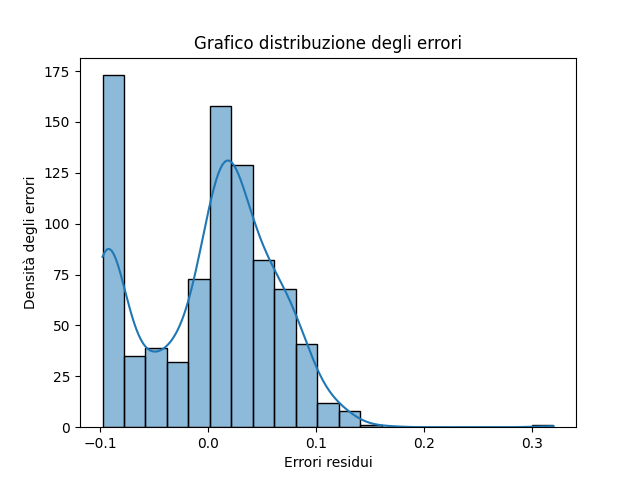 Grafico distribuzione degli errori
175
150
125
100
75
50
25
0
Densità degli errori
−0.1 0.0 0.1 0.2 0.3
Errori residui